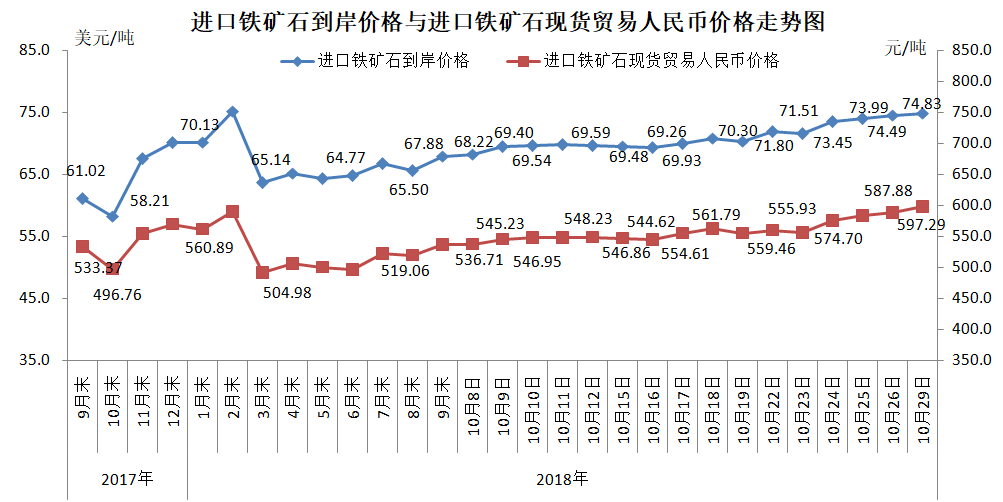 进口铁矿石到岸价格与进口铁矿石现货贸易人民币价格走势图
美元/吨
元/吨
进口铁矿石到岸价格
进口铁矿石现货贸易人民币价格
85.0
75.0
65.0
55.0
45.0
35.0
850.0
800.0
750.0
700.0
650.0
600.0
550.0
500.0
450.0
400.0
350.0
61.02
58.21
70.13
65.14
64.77
65.50
67.88
68.22
69.40
69.54
69.59
69.48
69.26
69.93
70.30
71.80
71.51
73.45
73.99
74.49
74.83
533.37
496.76
560.89
504.98
519.06
536.71
545.23
546.95
548.23
546.86
544.62
554.61
561.79
559.46
555.93
574.70
587.88
597.29
9月末
10月末
11月末
12月末
1月末
2月末
3月末
4月末
5月末
6月末
7月末
8月末
9月末
10月8日
10月9日
10月10日
10月11日
10月12日
10月15日
10月16日
10月17日
10月18日
10月19日
10月22日
10月23日
10月24日
10月25日
10月26日
10月29日
2017年
2018年